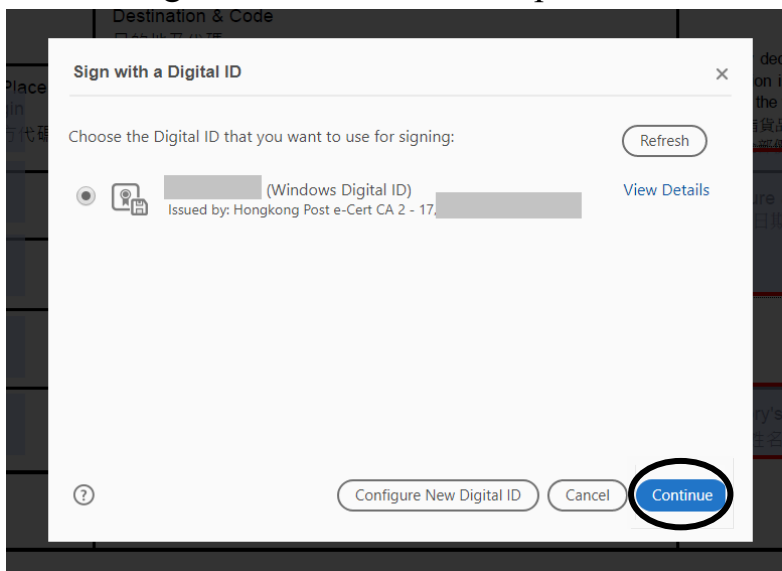 Destination & Code
Sign with a Digital ID
Place
Choose the Digital ID that you want to use for signing:
Refresh
(Windows Digital ID)
View Details
Issued by: Hongkong Post e-Cert CA 2 - 17,
?
Configure New Digital ID
Cancel
Continue